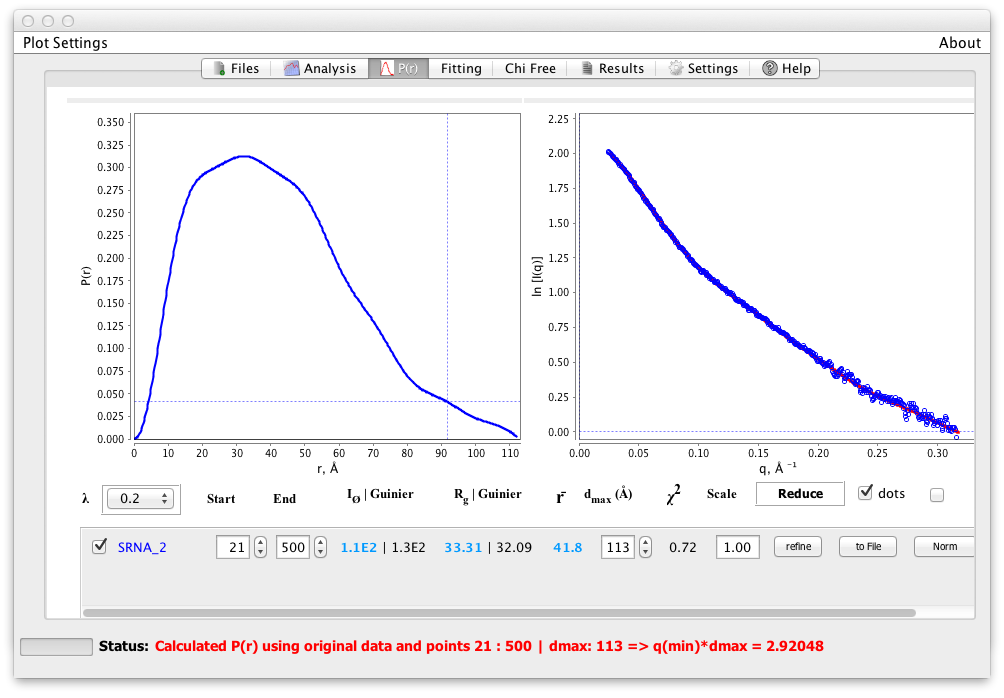 Plot Settings About
Files Analysis P(r) Fitting Chi Free Results Settings Help
0.350
0.325
0.300
0.275
0.250
0.225
0.200
0.175
0.150
0.125
0.100
0.075
0.050
0.025
0.000
P(r)
0 10 20 30 40 50 60 70 80 90 100 110
r, Å
2.25
2.00
1.75
1.50
1.25
1.00
0.75
0.50
0.25
0.00
ln [I(q)]
0.00 0.05 0.10 0.15 0.20 0.25 0.30
q, Å ⁻¹
λ 0.2 Start End I_Ø | Guinier R_g | Guinier r̄ d_max (Å) χ² Scale Reduce dots
SRNA_2 21 500 1.1E2 | 1.3E2 33.31 | 32.09 41.8 113 0.72 1.00 refine to File Norm
Status: Calculated P(r) using original data and points 21 : 500 | dmax: 113 => q(min)*dmax = 2.92048